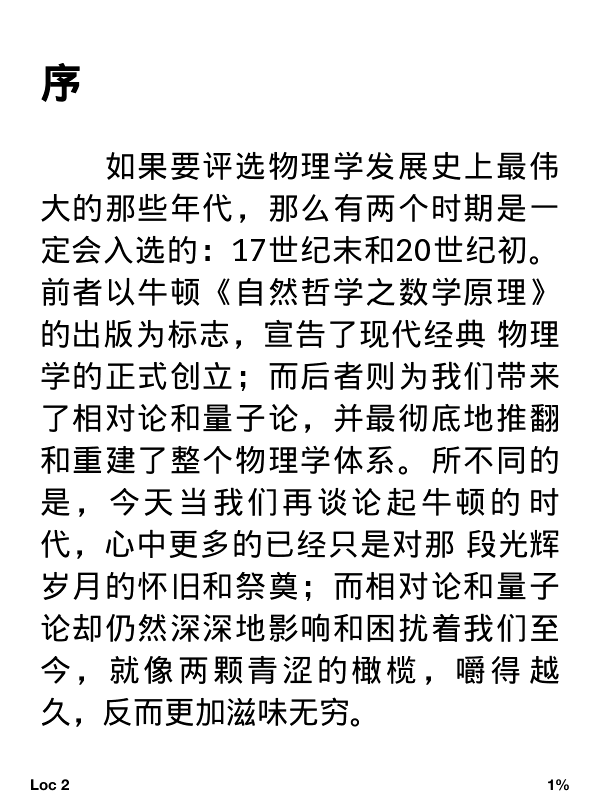 序
如果要评选物理学发展史上最伟
大的那些年代，那么有两个时期是一
定会入选的：17世纪末和20世纪初。
前者以牛顿《自然哲学之数学原理》
的出版为标志，宣告了现代经典 物理
学的正式创立；而后者则为我们带来
了相对论和量子论，并最彻底地推翻
和重建了整个物理学体系。所不同的
是，今天当我们再谈论起牛顿的 时
代，心中更多的已经只是对那 段光辉
岁月的怀旧和祭奠；而相对论和量子
论却仍然深深地影响和困扰着我们至
今，就像两颗青涩的橄榄，嚼得 越
久，反而更加滋味无穷。
Loc 2 1%